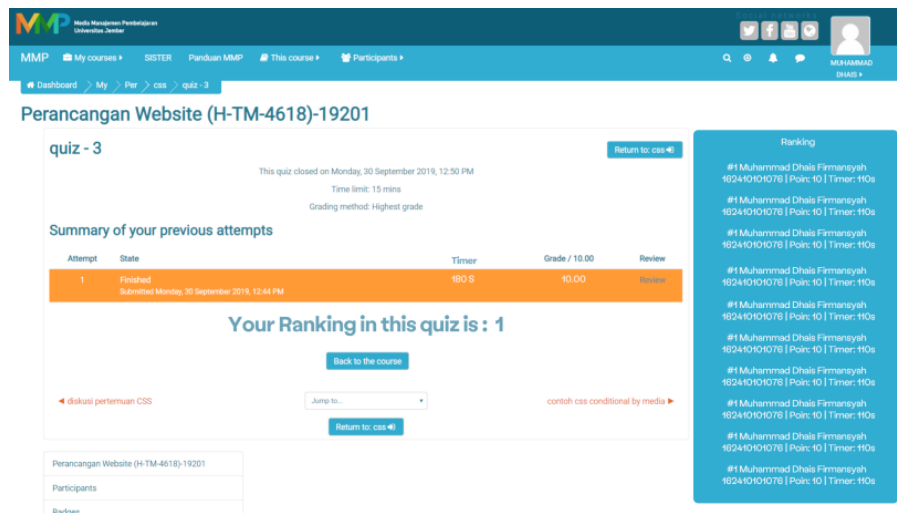 MMP Media Manajemen Pembelajaran
Universitas Jember
Social networks
MMP My courses SISTER Panduan MMP This course Participants
MUHAMMAD
DHAIS
Dashboard My Per css quiz - 3
Perancangan Website (H-TM-4618)-19201
quiz - 3
Return to: css
This quiz closed on Monday, 30 September 2019, 12:50 PM
Time limit: 15 mins
Grading method: Highest grade
Summary of your previous attempts
Attempt State Timer Grade / 10.00 Review
1 Finished 180 S 10.00 Review
Submitted Monday, 30 September 2019, 12:44 PM
Your Ranking in this quiz is : 1
Back to the course
◄ diskusi pertemuan CSS
Jump to...
contoh css conditional by media ►
Return to: css
Perancangan Website (H-TM-4618)-19201
Participants
Badges
Ranking
#1 Muhammad Dhais Firmansyah
162410101076 | Poin: 10 | Timer: 110s
#1 Muhammad Dhais Firmansyah
162410101076 | Poin: 10 | Timer: 110s
#1 Muhammad Dhais Firmansyah
162410101076 | Poin: 10 | Timer: 110s
#1 Muhammad Dhais Firmansyah
162410101076 | Poin: 10 | Timer: 110s
#1 Muhammad Dhais Firmansyah
162410101076 | Poin: 10 | Timer: 110s
#1 Muhammad Dhais Firmansyah
162410101076 | Poin: 10 | Timer: 110s
#1 Muhammad Dhais Firmansyah
162410101076 | Poin: 10 | Timer: 110s
#1 Muhammad Dhais Firmansyah
162410101076 | Poin: 10 | Timer: 110s
#1 Muhammad Dhais Firmansyah
162410101076 | Poin: 10 | Timer: 110s
#1 Muhammad Dhais Firmansyah
162410101076 | Poin: 10 | Timer: 110s